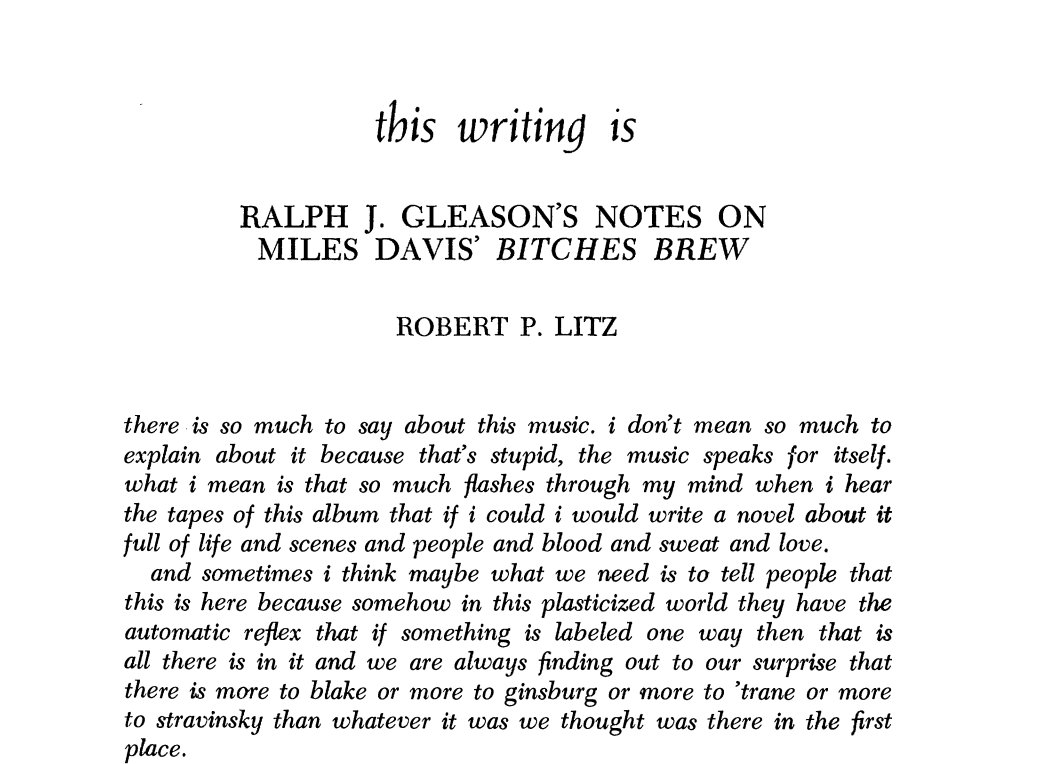 this writing is
RALPH J. GLEASON'S NOTES ON
MILES DAVIS' BITCHES BREW
ROBERT P. LITZ
there is so much to say about this music. i don't mean so much to
explain about it because that's stupid, the music speaks for itself.
what i mean is that so much flashes through my mind when i hear
the tapes of this album that if i could i would write a novel about it
full of life and scenes and people and blood and sweat and love.
and sometimes i think maybe what we need is to tell people that
this is here because somehow in this plasticized world they have the
automatic reflex that if something is labeled one way then that is
all there is in it and we are always finding out to our surprise that
there is more to blake or more to ginsburg or more to 'trane or more
to stravinsky than whatever it was we thought was there in the first
place.